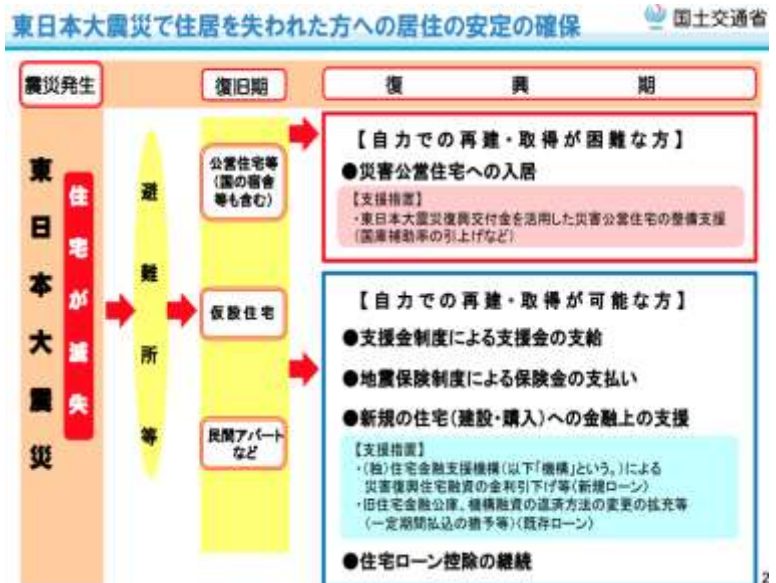 東日本大震災で住居を失われた方への居住の安定の確保
国土交通省
震災発生
復旧期
復興期
東日本大震災
住宅が滅失
避難所等
公営住宅等
(国の宿舎
等も含む)
仮設住宅
民間アパート
など
【自力での再建・取得が困難な方】
●災害公営住宅への入居
【支援措置】
・東日本大震災復興交付金を活用した災害公営住宅の整備支援
(国庫補助率の引上げなど)
【自力での再建・取得が可能な方】
●支援金制度による支援金の支給
●地震保険制度による保険金の支払い
●新規の住宅(建設・購入)への金融上の支援
【支援措置】
・(独)住宅金融支援機構(以下「機構」という。)による
災害復興住宅融資の金利引下げ等(新規ローン)
・旧住宅金融公庫、機構融資の返済方法の変更の拡充等
(一定期間払込の猶予等)(既存ローン)
●住宅ローン控除の継続